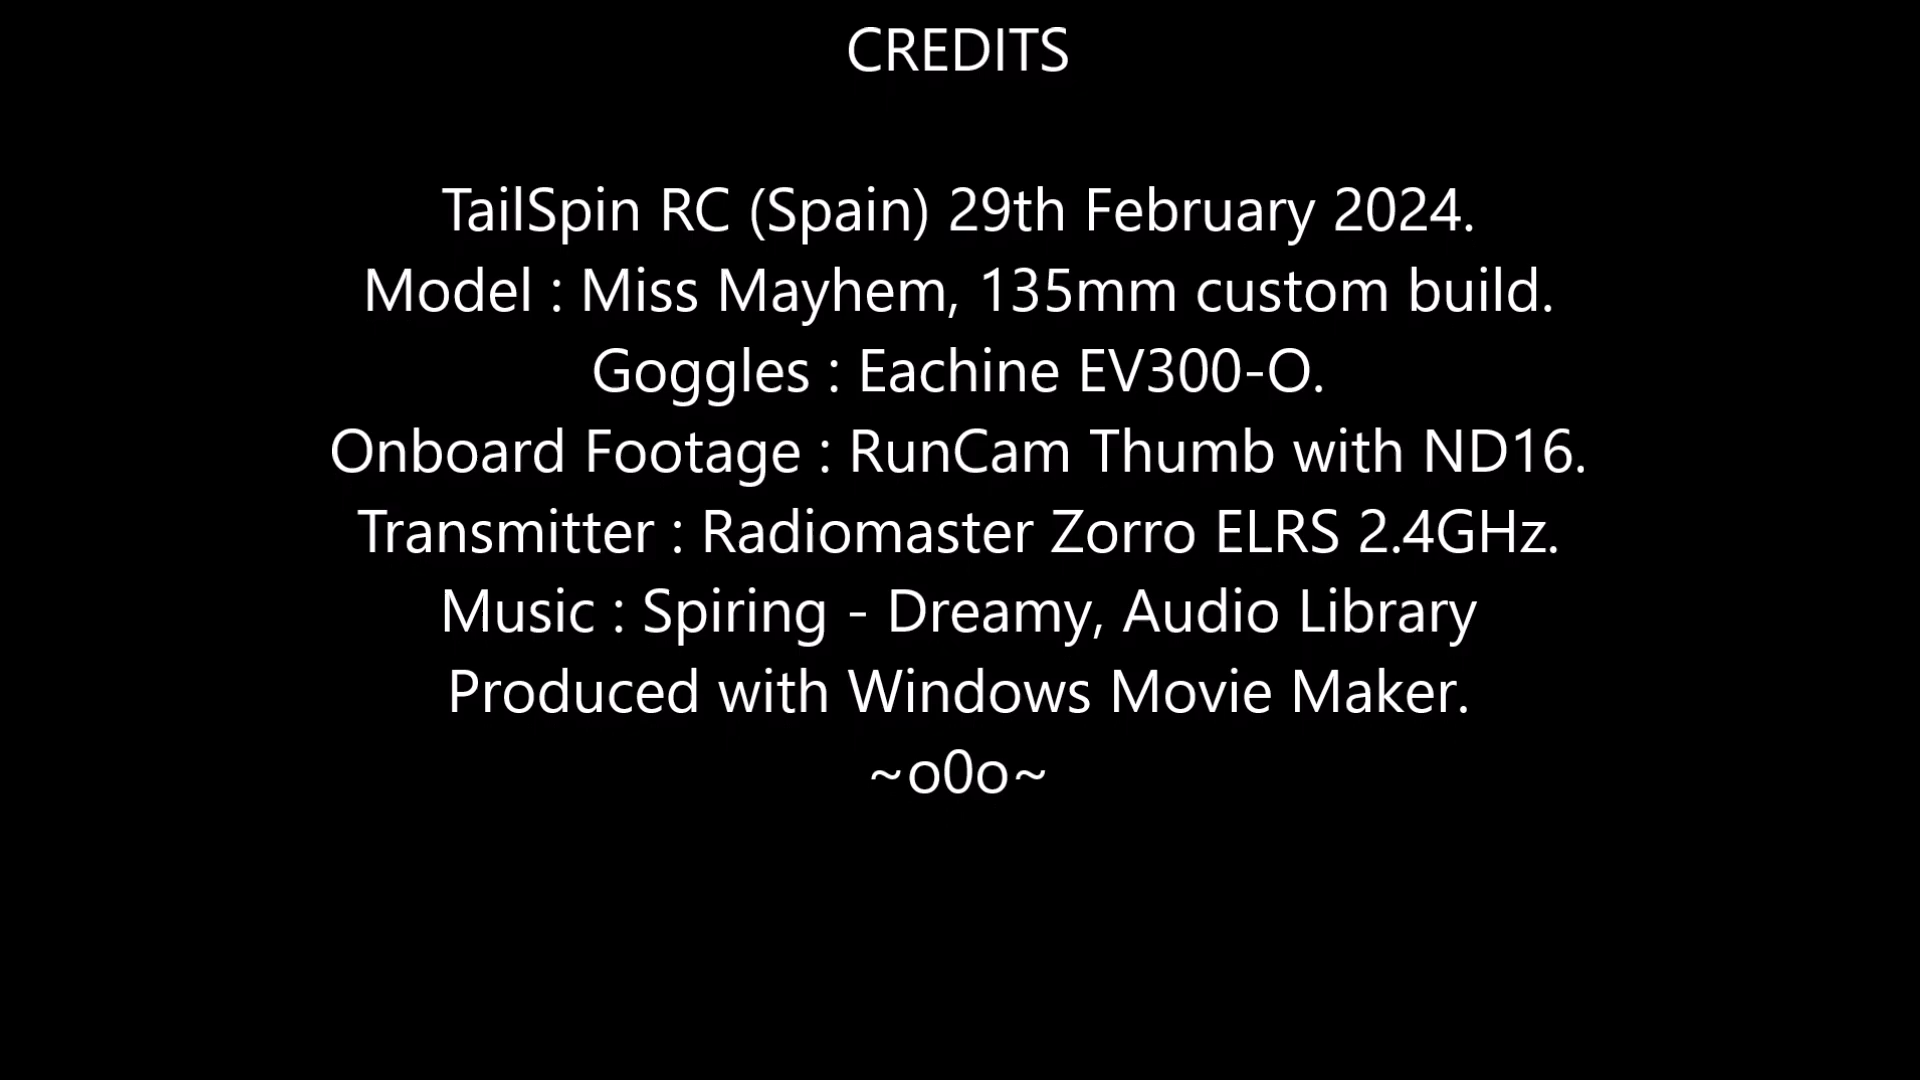 CREDITS
TailSpin RC (Spain) 29th February 2024.
Model : Miss Mayhem, 135mm custom build.
Goggles : Eachine EV300-O.
Onboard Footage : RunCam Thumb with ND16.
Transmitter : Radiomaster Zorro ELRS 2.4GHz.
Music : Spiring - Dreamy, Audio Library
Produced with Windows Movie Maker.
~o0o~